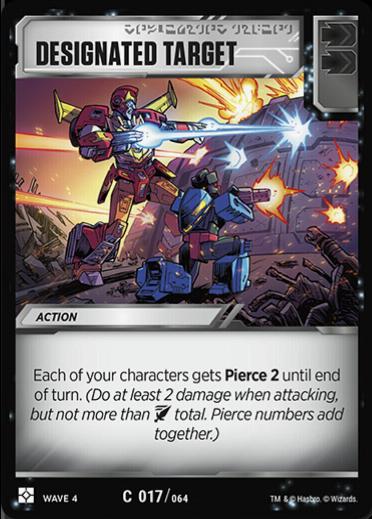 DESIGNATED TARGET
ACTION
Each of your characters gets Pierce 2 until end
of turn. (Do at least 2 damage when attacking,
but not more than total. Pierce numbers add
together.)
WAVE 4 C 017/064 TM & © Hasbro. © Wizards.